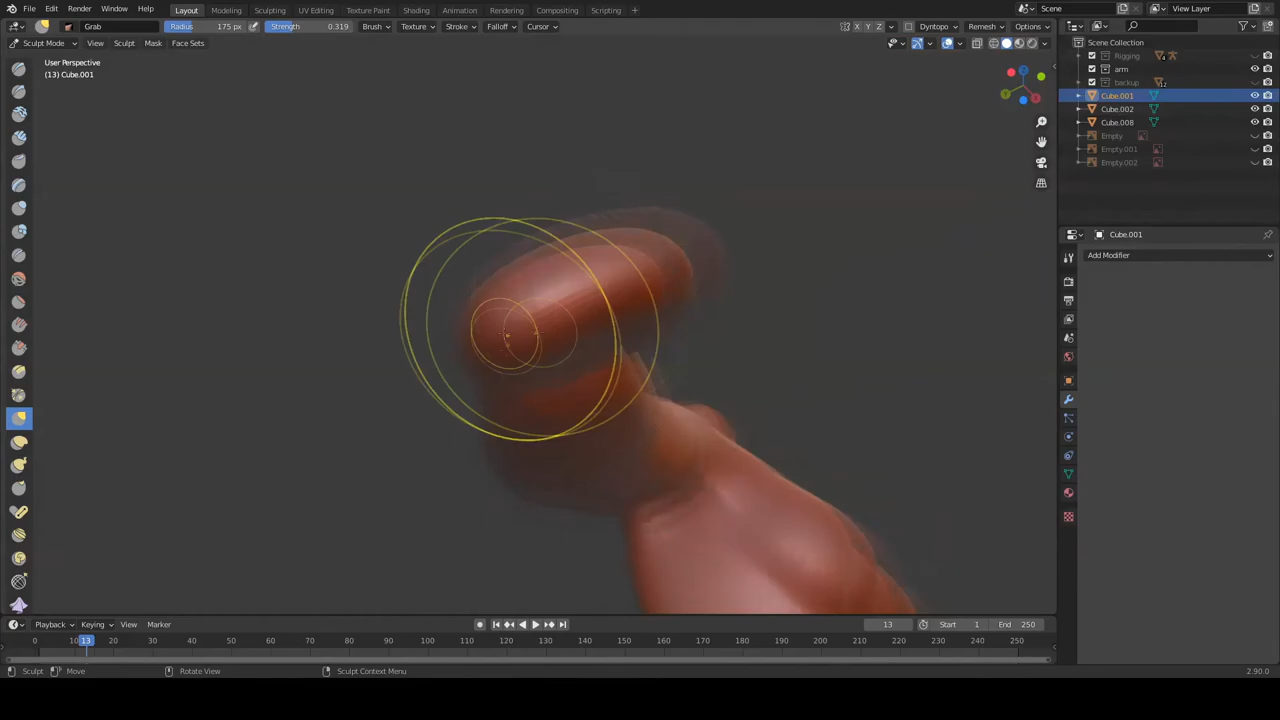 File Edit Render Window Help Layout Modeling Sculpting UV Editing Texture Paint Shading Animation Rendering Compositing Scripting + Scene View Layer
Grab Radius 175 px Strength 0.319 Brush Texture Stroke Falloff Cursor X Y Z Dyntopo Remesh Options
Sculpt Mode View Sculpt Mask Face Sets
Scene Collection
User Perspective
(13) Cube.001
Rigging 4
arm
backup 12
Cube.001
Cube.002
Cube.008
Empty
Empty.001
Empty.002
Cube.001
Add Modifier
Playback Keying View Marker 13 Start 1 End 250
0 10 13 20 30 40 50 60 70 80 90 100 110 120 130 140 150 160 170 180 190 200 210 220 230 240 250
Sculpt Move Rotate View Sculpt Context Menu 2.90.0